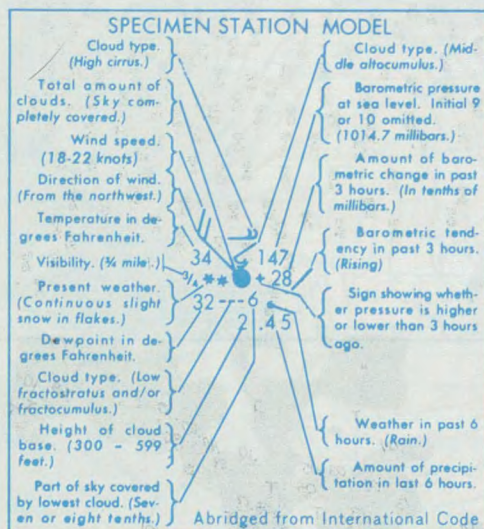 SPECIMEN STATION MODEL
Cloud type.
(High cirrus.)
Total amount of
clouds. (Sky com-
pletely covered.)
Wind speed.
(18-22 knots)
Direction of wind.
(From the northwest.)
Temperature in de-
grees Fahrenheit.
Visibility. (¾ mile.)
Present weather.
(Continuous slight
snow in flakes.)
Dewpoint in de-
grees Fahrenheit.
Cloud type. (Low
fractostratus and/or
fractocumulus.)
Height of cloud
base. (300 - 599
feet.)
Part of sky covered
by lowest cloud. (Sev-
en or eight tenths.)
34 147
¾ ** +28
32 --- 6
2 .45
Cloud type. (Mid-
dle altocumulus.)
Barometric pressure
at sea level. Initial 9
or 10 omitted.
(1014.7 millibars.)
Amount of baro-
metric change in past
3 hours. (In tenths of
millibars.)
Barometric tend-
ency in past 3 hours.
(Rising)
Sign showing wheth-
er pressure is higher
or lower than 3 hours
ago.
Weather in past 6
hours. (Rain.)
Amount of precipi-
tation in last 6 hours.
Abridged from International Code